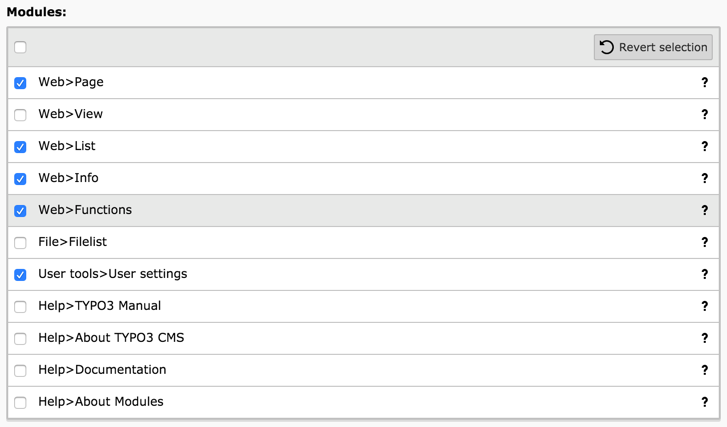 Modules:
Revert selection
Web>Page ?
Web>View ?
Web>List ?
Web>Info ?
Web>Functions ?
File>Filelist ?
User tools>User settings ?
Help>TYPO3 Manual ?
Help>About TYPO3 CMS ?
Help>Documentation ?
Help>About Modules ?